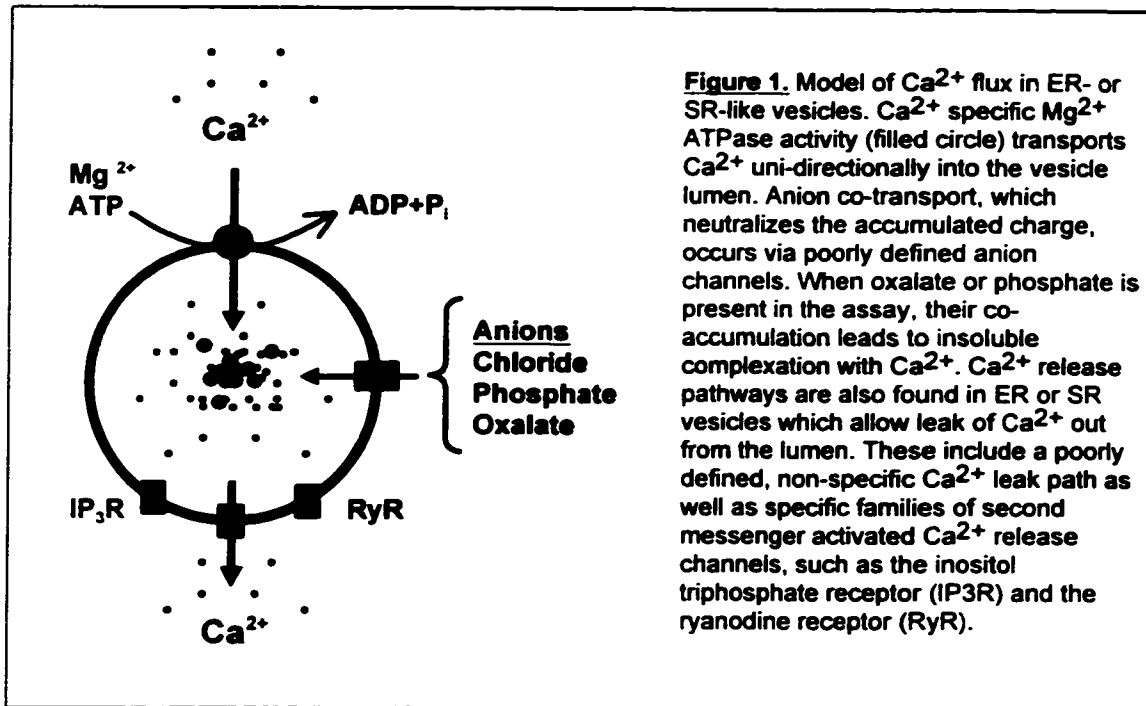 Ca²⁺
Mg ²⁺
ATP
ADP+Pᵢ
Anions
Chloride
Phosphate
Oxalate
IP₃R
RyR
Ca²⁺
Figure 1. Model of Ca²⁺ flux in ER- or
SR-like vesicles. Ca²⁺ specific Mg²⁺
ATPase activity (filled circle) transports
Ca²⁺ uni-directionally into the vesicle
lumen. Anion co-transport, which
neutralizes the accumulated charge,
occurs via poorly defined anion
channels. When oxalate or phosphate is
present in the assay, their co-
accumulation leads to insoluble
complexation with Ca²⁺. Ca²⁺ release
pathways are also found in ER or SR
vesicles which allow leak of Ca²⁺ out
from the lumen. These include a poorly
defined, non-specific Ca²⁺ leak path as
well as specific families of second
messenger activated Ca²⁺ release
channels, such as the inositol
triphosphate receptor (IP3R) and the
ryanodine receptor (RyR).